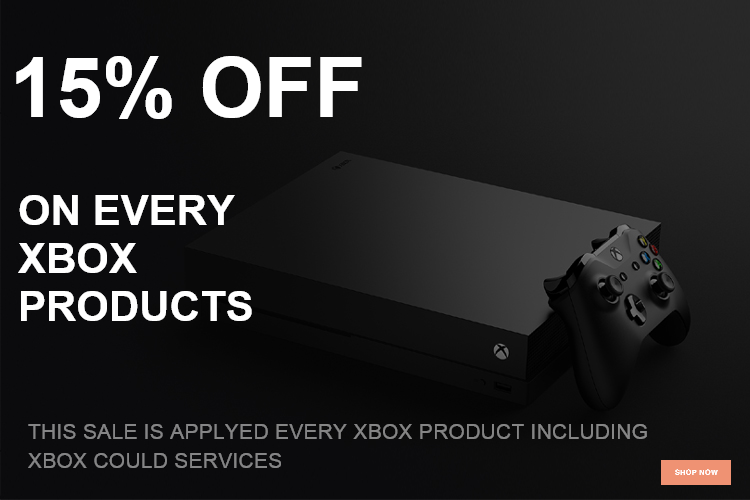 15% OFF
ON EVERY
XBOX
PRODUCTS
THIS SALE IS APPLYED EVERY XBOX PRODUCT INCLUDING
XBOX COULD SERVICES
SHOP NOW